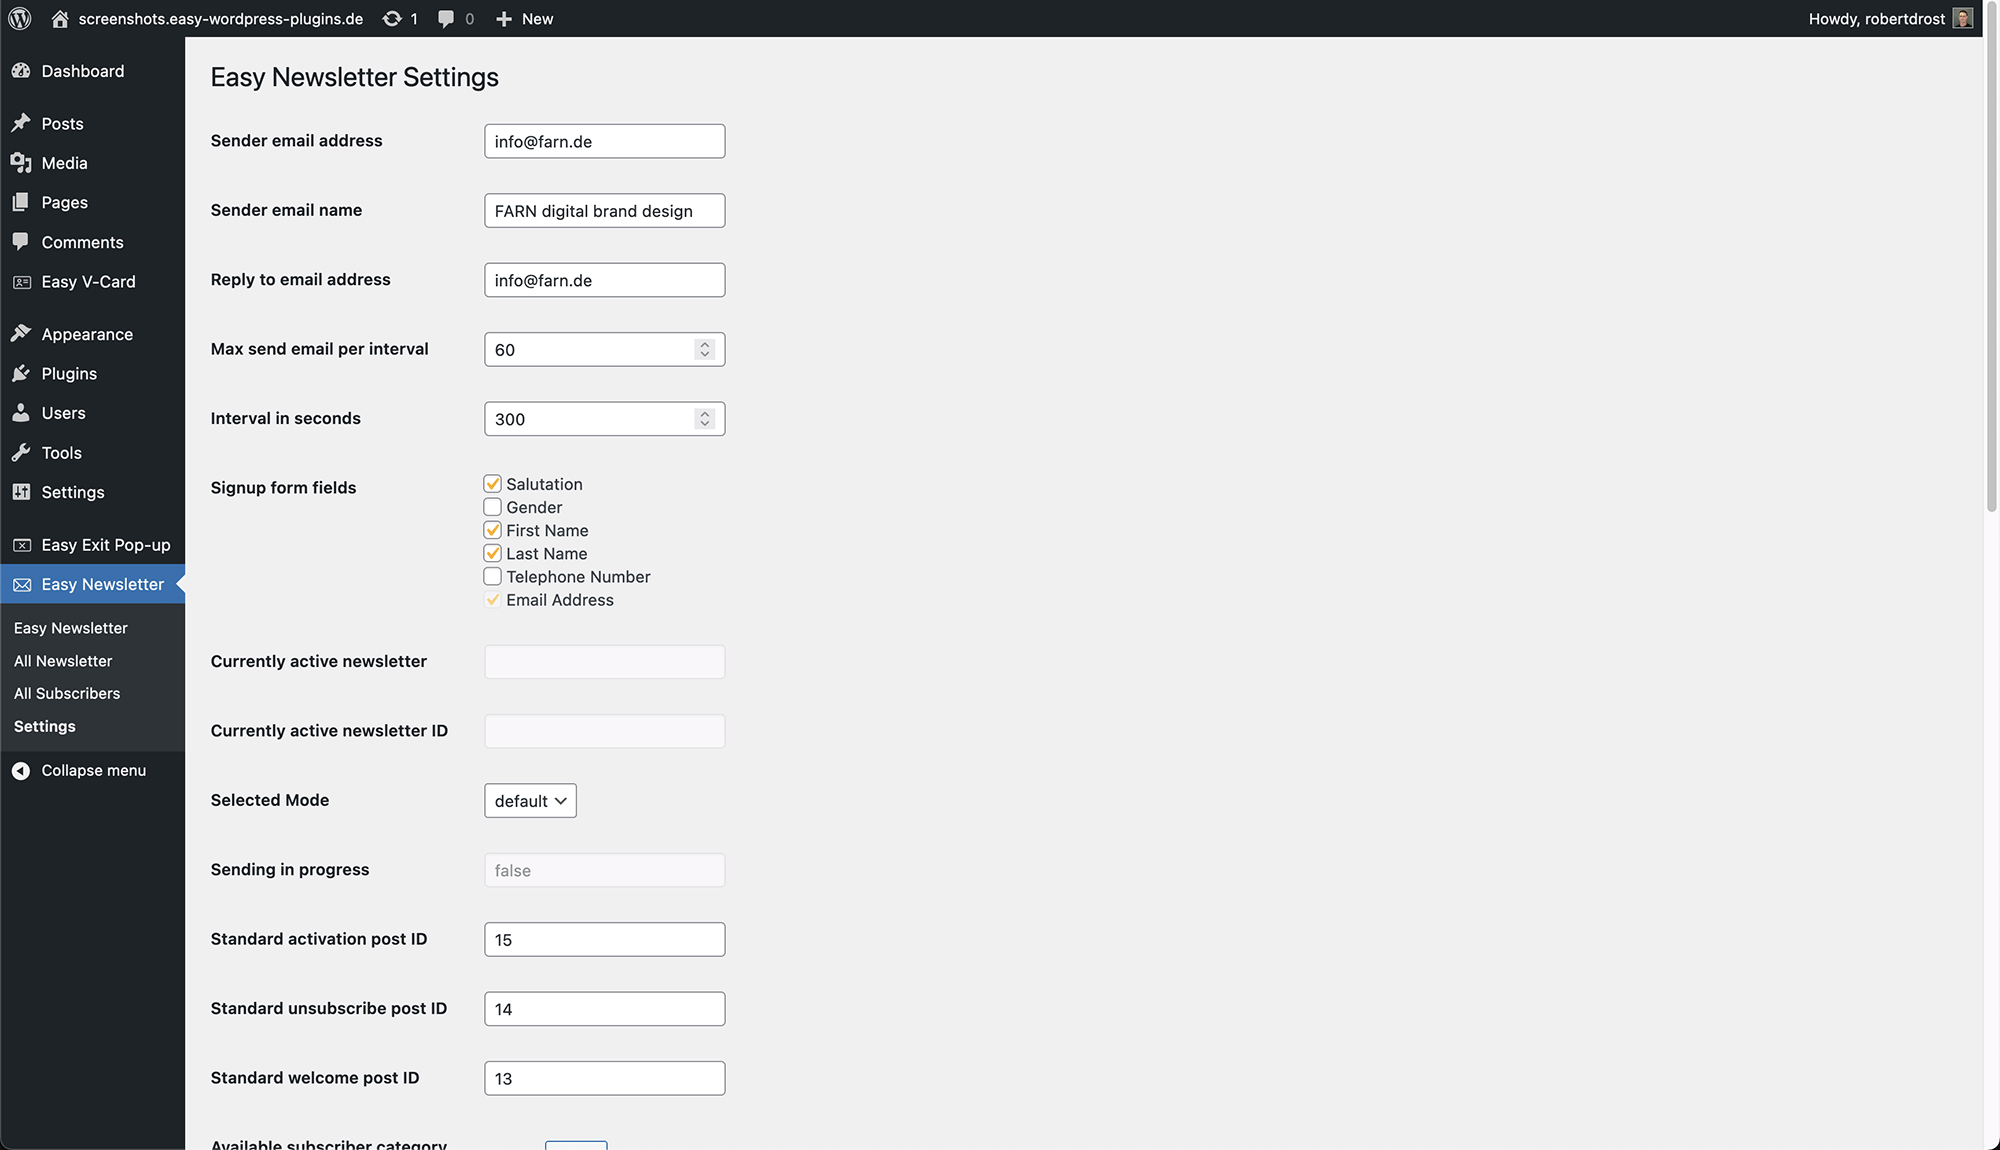 screenshots.easy-wordpress-plugins.de 1 0 New Howdy, robertdrost
Dashboard
Posts
Media
Pages
Comments
Easy V-Card
Appearance
Plugins
Users
Tools
Settings
Easy Exit Pop-up
Easy Newsletter
Easy Newsletter
All Newsletter
All Subscribers
Settings
Collapse menu
Easy Newsletter Settings
Sender email address info@farn.de
Sender email name FARN digital brand design
Reply to email address info@farn.de
Max send email per interval 60
Interval in seconds 300
Signup form fields
Salutation
Gender
First Name
Last Name
Telephone Number
Email Address
Currently active newsletter
Currently active newsletter ID
Selected Mode default
Sending in progress false
Standard activation post ID 15
Standard unsubscribe post ID 14
Standard welcome post ID 13
Available subscriber category